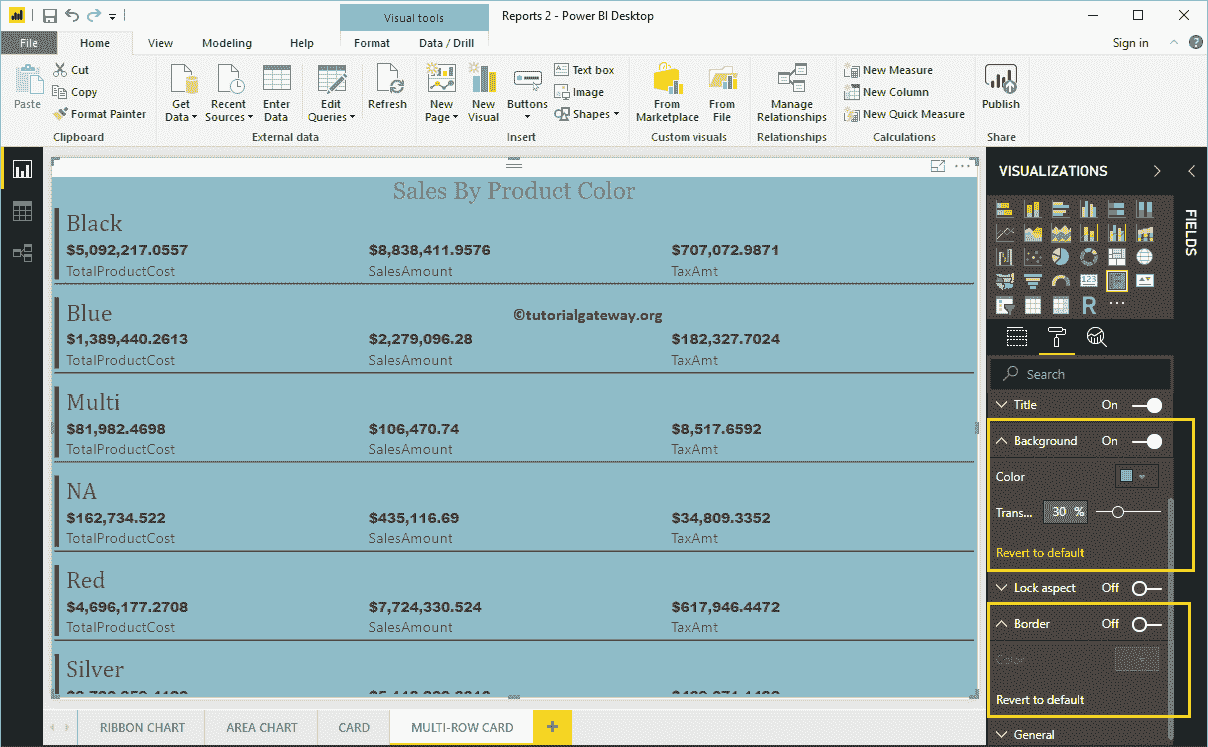 Visual tools
Reports 2 - Power BI Desktop
File Home View Modeling Help Format Data / Drill Sign in
Paste
Cut
Copy
Format Painter
Clipboard
Get Data
Recent Sources
Enter Data
Edit Queries
External data
Refresh
New Page
New Visual
Buttons
Text box
Image
Shapes
Insert
From Marketplace
From File
Custom visuals
Manage Relationships
Relationships
New Measure
New Column
New Quick Measure
Calculations
Publish
Share
Sales By Product Color
Black
$5,092,217.0557 $8,838,411.9576 $707,072.9871
TotalProductCost SalesAmount TaxAmt
Blue
©tutorialgateway.org
$1,389,440.2613 $2,279,096.28 $182,327.7024
TotalProductCost SalesAmount TaxAmt
Multi
$81,982.4698 $106,470.74 $8,517.6592
TotalProductCost SalesAmount TaxAmt
NA
$162,734.522 $435,116.69 $34,809.3352
TotalProductCost SalesAmount TaxAmt
Red
$4,696,177.2708 $7,724,330.524 $617,946.4472
TotalProductCost SalesAmount TaxAmt
Silver
VISUALIZATIONS
FIELDS
123
R
Search
Title On
Background On
Color
Trans... 30 %
Revert to default
Lock aspect Off
Border Off
Color
Revert to default
General
RIBBON CHART AREA CHART CARD MULTI-ROW CARD